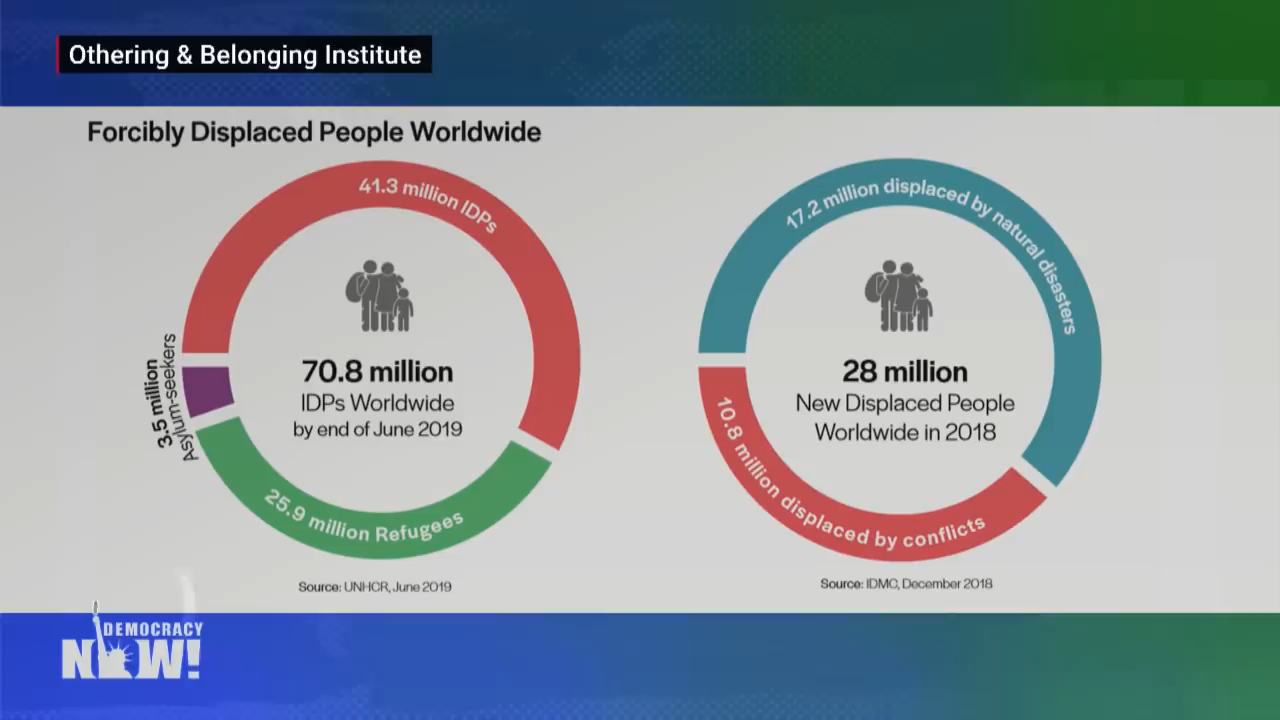 Othering & Belonging Institute
Forcibly Displaced People Worldwide
41.3 million IDPs
3.5 million
Asylum-seekers
25.9 million Refugees
70.8 million
IDPs Worldwide
by end of June 2019
Source: UNHCR, June 2019
17.2 million displaced by natural disasters
10.8 million displaced by conflicts
28 million
New Displaced People
Worldwide in 2018
Source: IDMC, December 2018
DEMOCRACY
NOW!